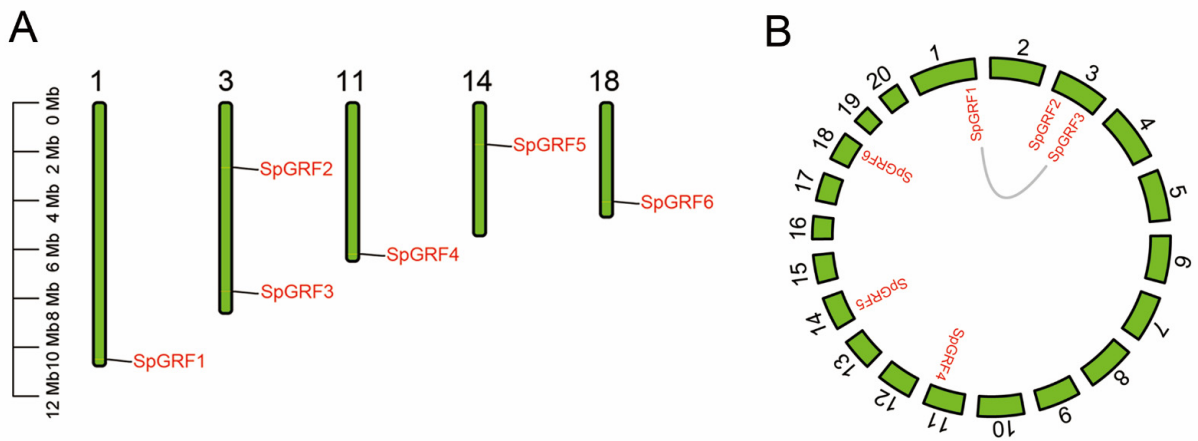 A
1 3 11 14 18
0 Mb
2 Mb
4 Mb
6 Mb
8 Mb
10 Mb
12 Mb
SpGRF1
SpGRF2
SpGRF3
SpGRF4
SpGRF5
SpGRF6
B
1
2
3
4
5
6
7
8
9
10
11
12
13
14
15
16
17
18
19
20
SpGRF1
SpGRF2
SpGRF3
SpGRF4
SpGRF5
SpGRF6